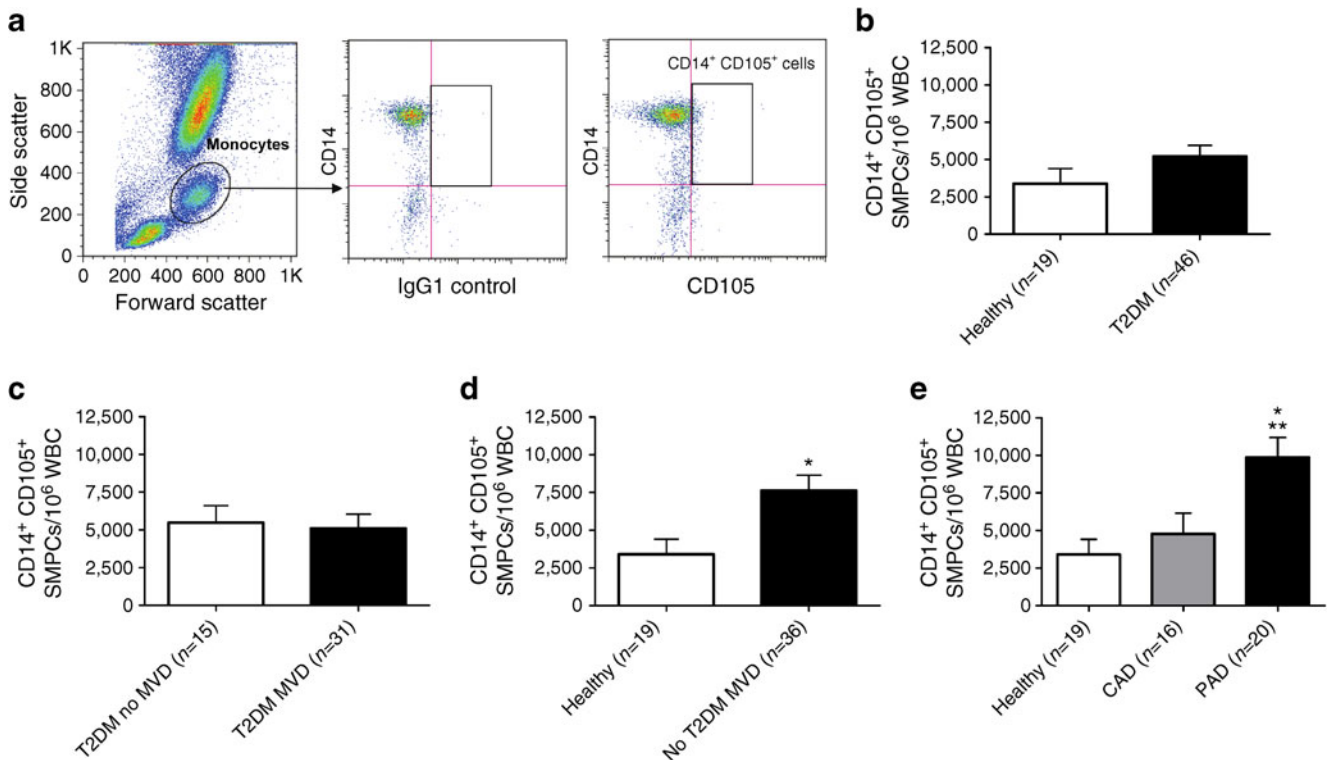 a
Side scatter
1K
800
600
400
200
0
Monocytes
0 200 400 600 800 1K
Forward scatter
CD14
IgG1 control
CD14⁺ CD105⁺ cells
CD14
CD105
b
CD14⁺ CD105⁺
SMPCs/10⁶ WBC
12,500
10,000
7,500
5,000
2,500
0
Healthy (n=19)
T2DM (n=46)
c
CD14⁺ CD105⁺
SMPCs/10⁶ WBC
12,500
10,000
7,500
5,000
2,500
0
T2DM no MVD (n=15)
T2DM MVD (n=31)
d
CD14⁺ CD105⁺
SMPCs/10⁶ WBC
12,500
10,000
7,500
5,000
2,500
0
*
Healthy (n=19)
No T2DM MVD (n=36)
e
CD14⁺ CD105⁺
SMPCs/10⁶ WBC
12,500
10,000
7,500
5,000
2,500
0
*
**
Healthy (n=19)
CAD (n=16)
PAD (n=20)